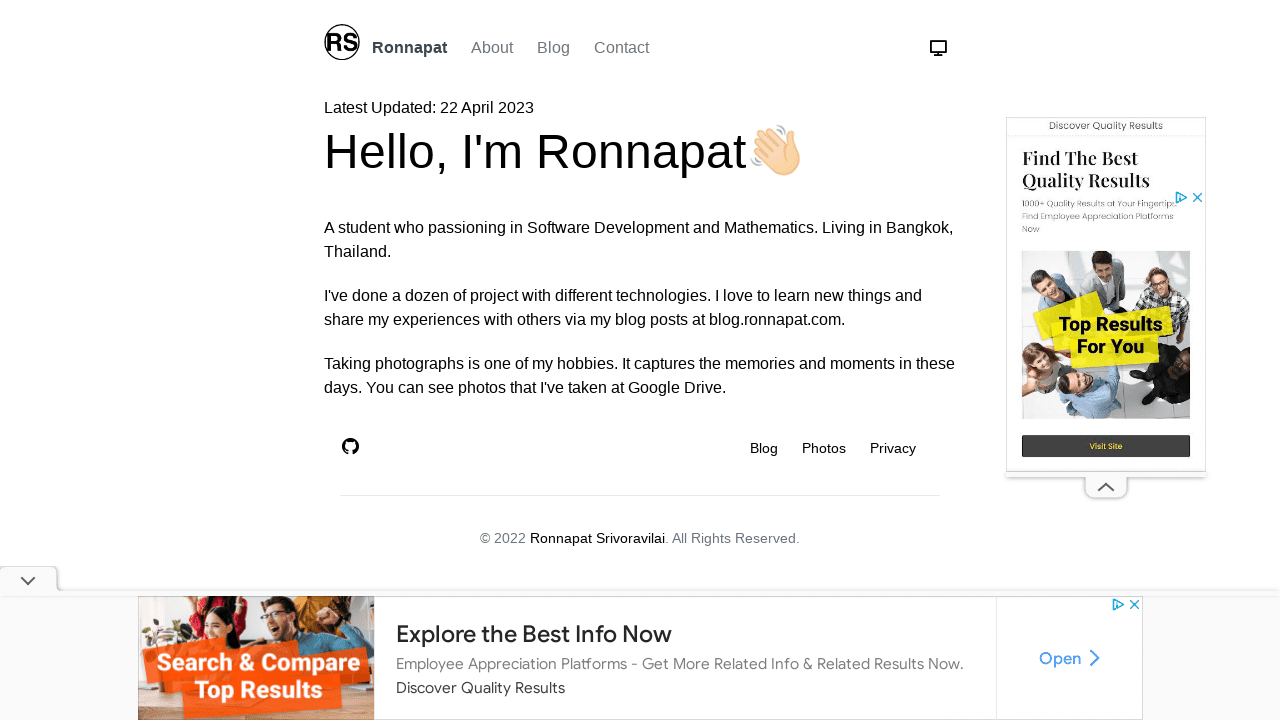 RS Ronnapat About Blog Contact
Latest Updated: 22 April 2023
Hello, I'm Ronnapat
A student who passioning in Software Development and Mathematics. Living in Bangkok,
Thailand.
I've done a dozen of project with different technologies. I love to learn new things and
share my experiences with others via my blog posts at blog.ronnapat.com.
Taking photographs is one of my hobbies. It captures the memories and moments in these
days. You can see photos that I've taken at Google Drive.
Blog Photos Privacy
© 2022 Ronnapat Srivoravilai. All Rights Reserved.
Discover Quality Results
Find The Best
Quality Results
1000+ Quality Results at Your Fingertips
Find Employee Appreciation Platforms
Now
Top Results
For You
Visit Site
Search & Compare
Top Results
Explore the Best Info Now
Employee Appreciation Platforms - Get More Related Info & Related Results Now.
Discover Quality Results
Open